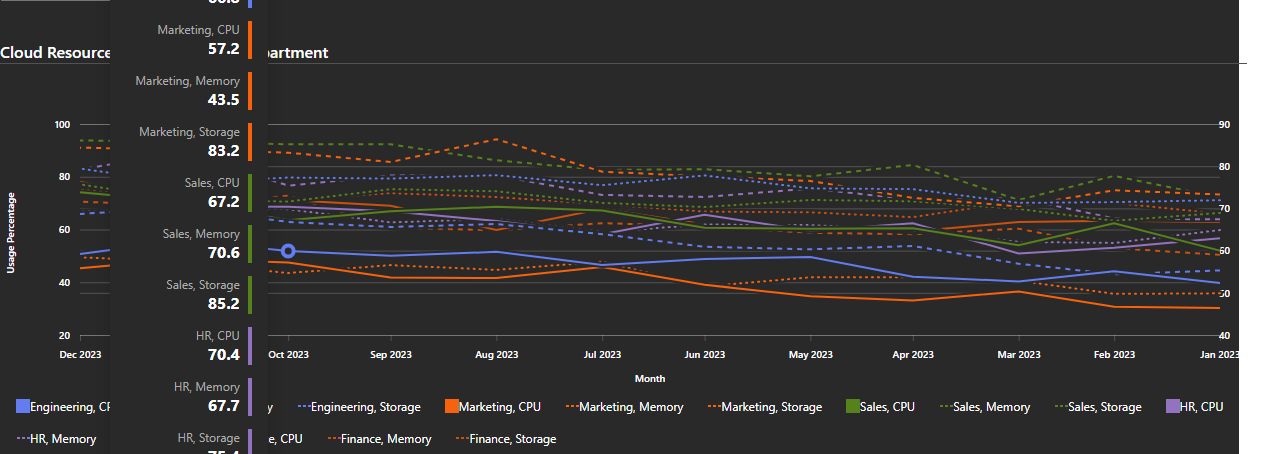 Marketing, CPU
57.2
Cloud Resource
partment
Marketing, Memory
43.5
Marketing, Storage
83.2
Sales, CPU
67.2
Sales, Memory
70.6
Sales, Storage
85.2
HR, CPU
70.4
HR, Memory
67.7
HR, Storage
100
80
60
40
20
Usage Percentage
90
80
70
60
50
40
Dec 2023
Oct 2023
Sep 2023
Aug 2023
Jul 2023
Jun 2023
May 2023
Apr 2023
Mar 2023
Feb 2023
Jan 2023
Month
Engineering, CP
y
Engineering, Storage
Marketing, CPU
Marketing, Memory
Marketing, Storage
Sales, CPU
Sales, Memory
Sales, Storage
HR, CPU
HR, Memory
e, CPU
Finance, Memory
Finance, Storage